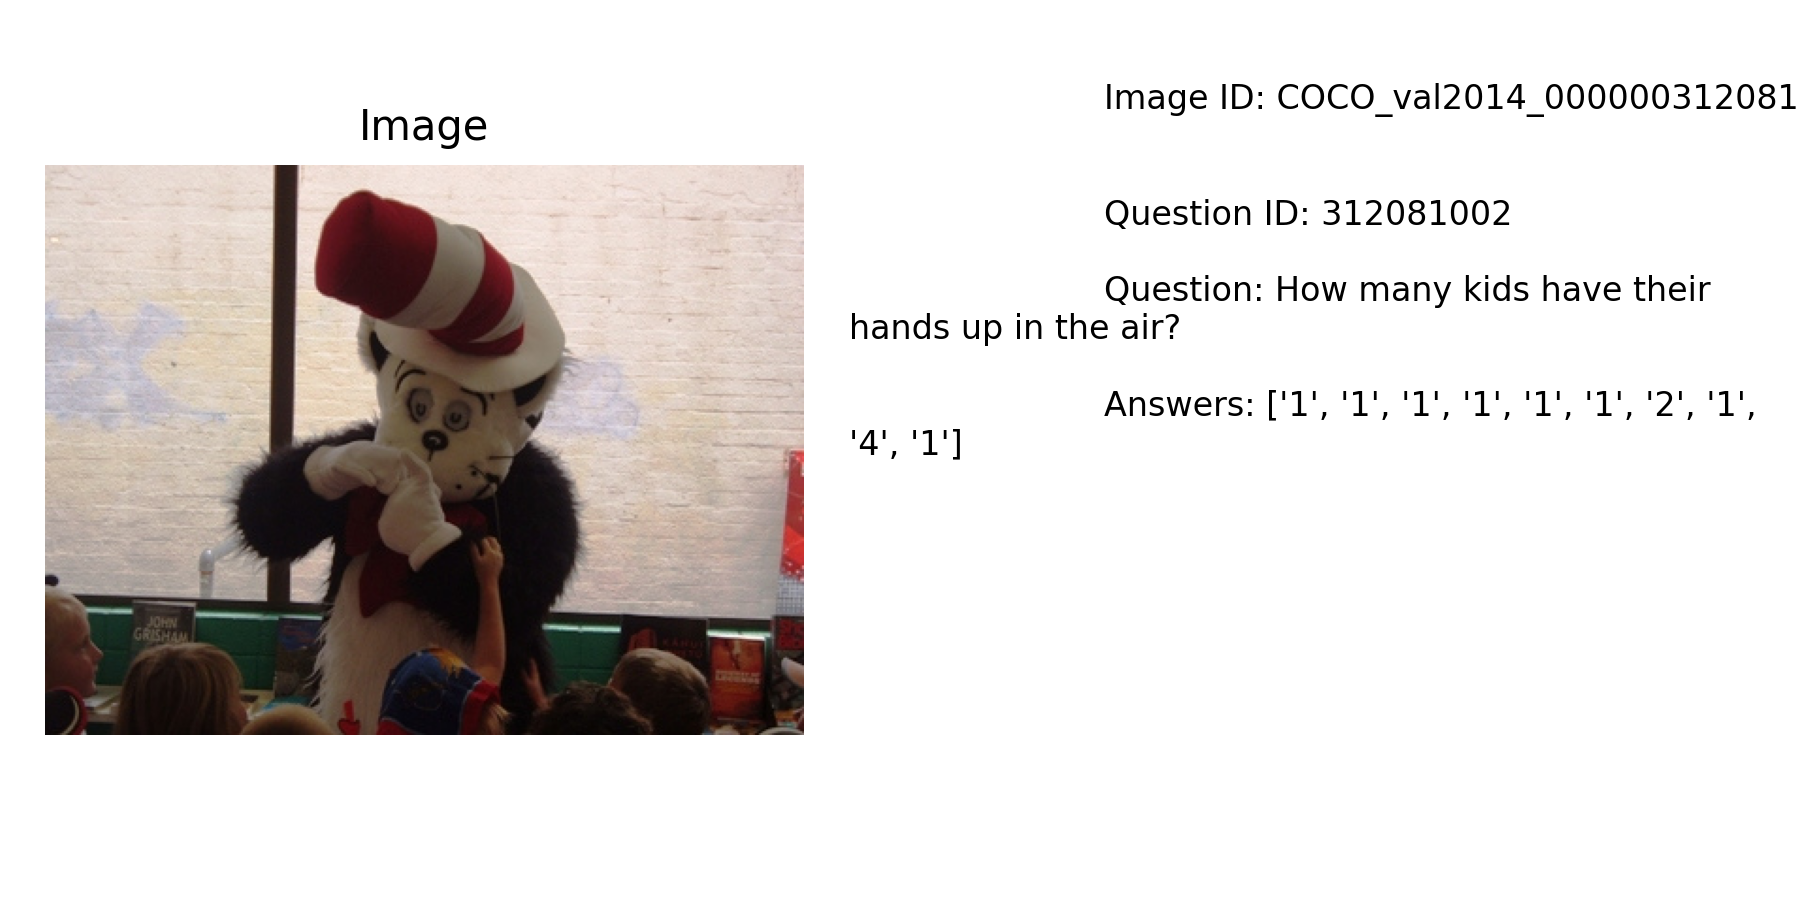 Image
Image ID: COCO_val2014_000000312081
Question ID: 312081002
Question: How many kids have their
hands up in the air?
Answers: ['1', '1', '1', '1', '1', '1', '2', '1',
'4', '1']
JOHN
GRISHAM